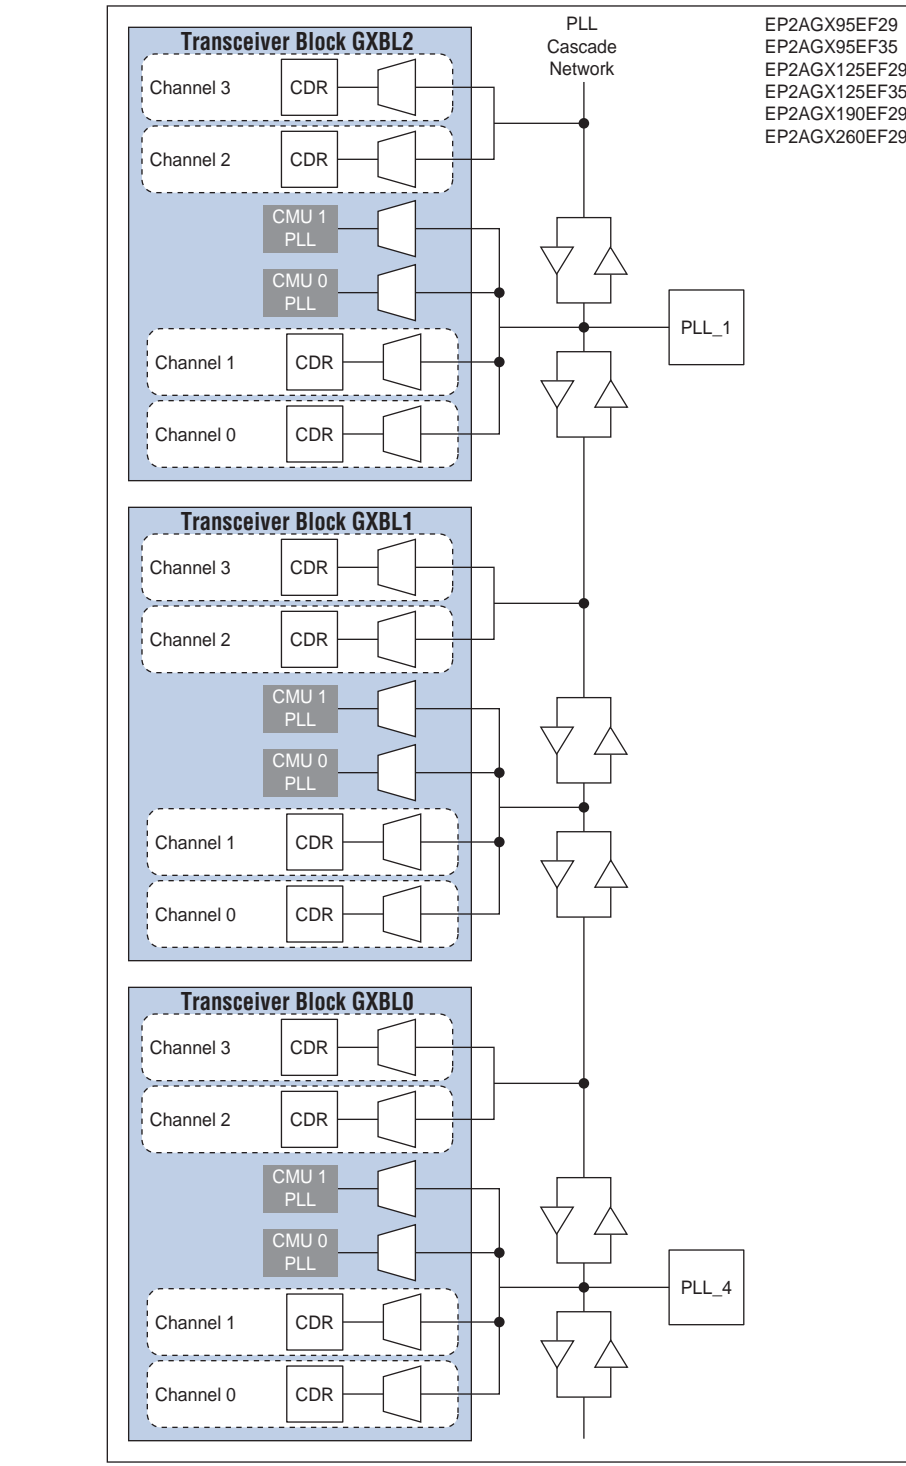 PLL
Cascade
Network
EP2AGX95EF29
EP2AGX95EF35
EP2AGX125EF29
EP2AGX125EF35
EP2AGX190EF29
EP2AGX260EF29
Transceiver Block GXBL2
Channel 3 CDR
Channel 2 CDR
CMU 1
PLL
CMU 0
PLL
PLL_1
Channel 1 CDR
Channel 0 CDR
Transceiver Block GXBL1
Channel 3 CDR
Channel 2 CDR
CMU 1
PLL
CMU 0
PLL
Channel 1 CDR
Channel 0 CDR
Transceiver Block GXBL0
Channel 3 CDR
Channel 2 CDR
CMU 1
PLL
CMU 0
PLL
PLL_4
Channel 1 CDR
Channel 0 CDR